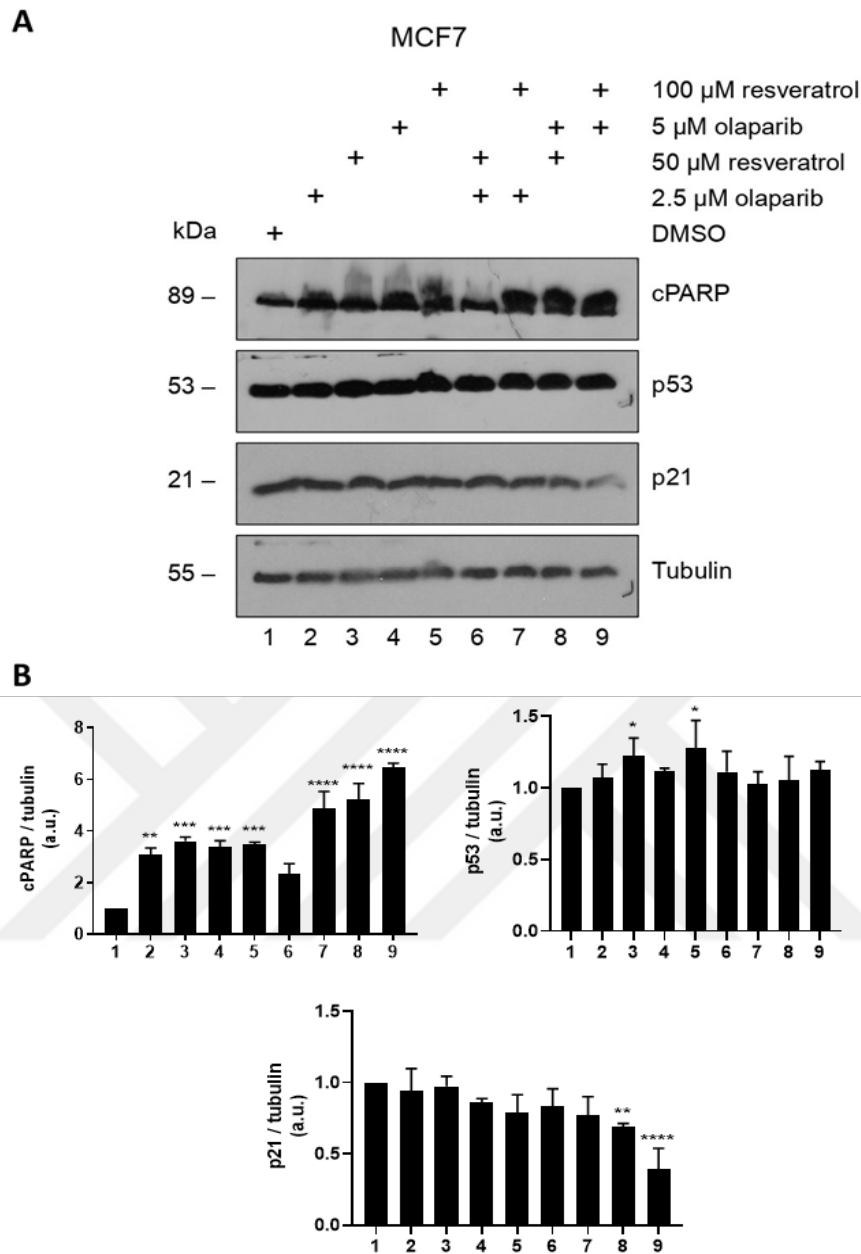 A
MCF7
+ + + 100 µM resveratrol
+ + + 5 µM olaparib
+ + + 50 µM resveratrol
+ + + 2.5 µM olaparib
kDa + DMSO
89 – cPARP
53 – p53
21 – p21
55 – Tubulin
1 2 3 4 5 6 7 8 9
B
cPARP / tubulin
(a.u.)
8
6
4
2
0
** *** *** *** **** **** ****
1 2 3 4 5 6 7 8 9
p53 / tubulin
(a.u.)
1.5
1.0
0.5
0.0
* *
1 2 3 4 5 6 7 8 9
p21 / tubulin
(a.u.)
1.5
1.0
0.5
0.0
** ****
1 2 3 4 5 6 7 8 9